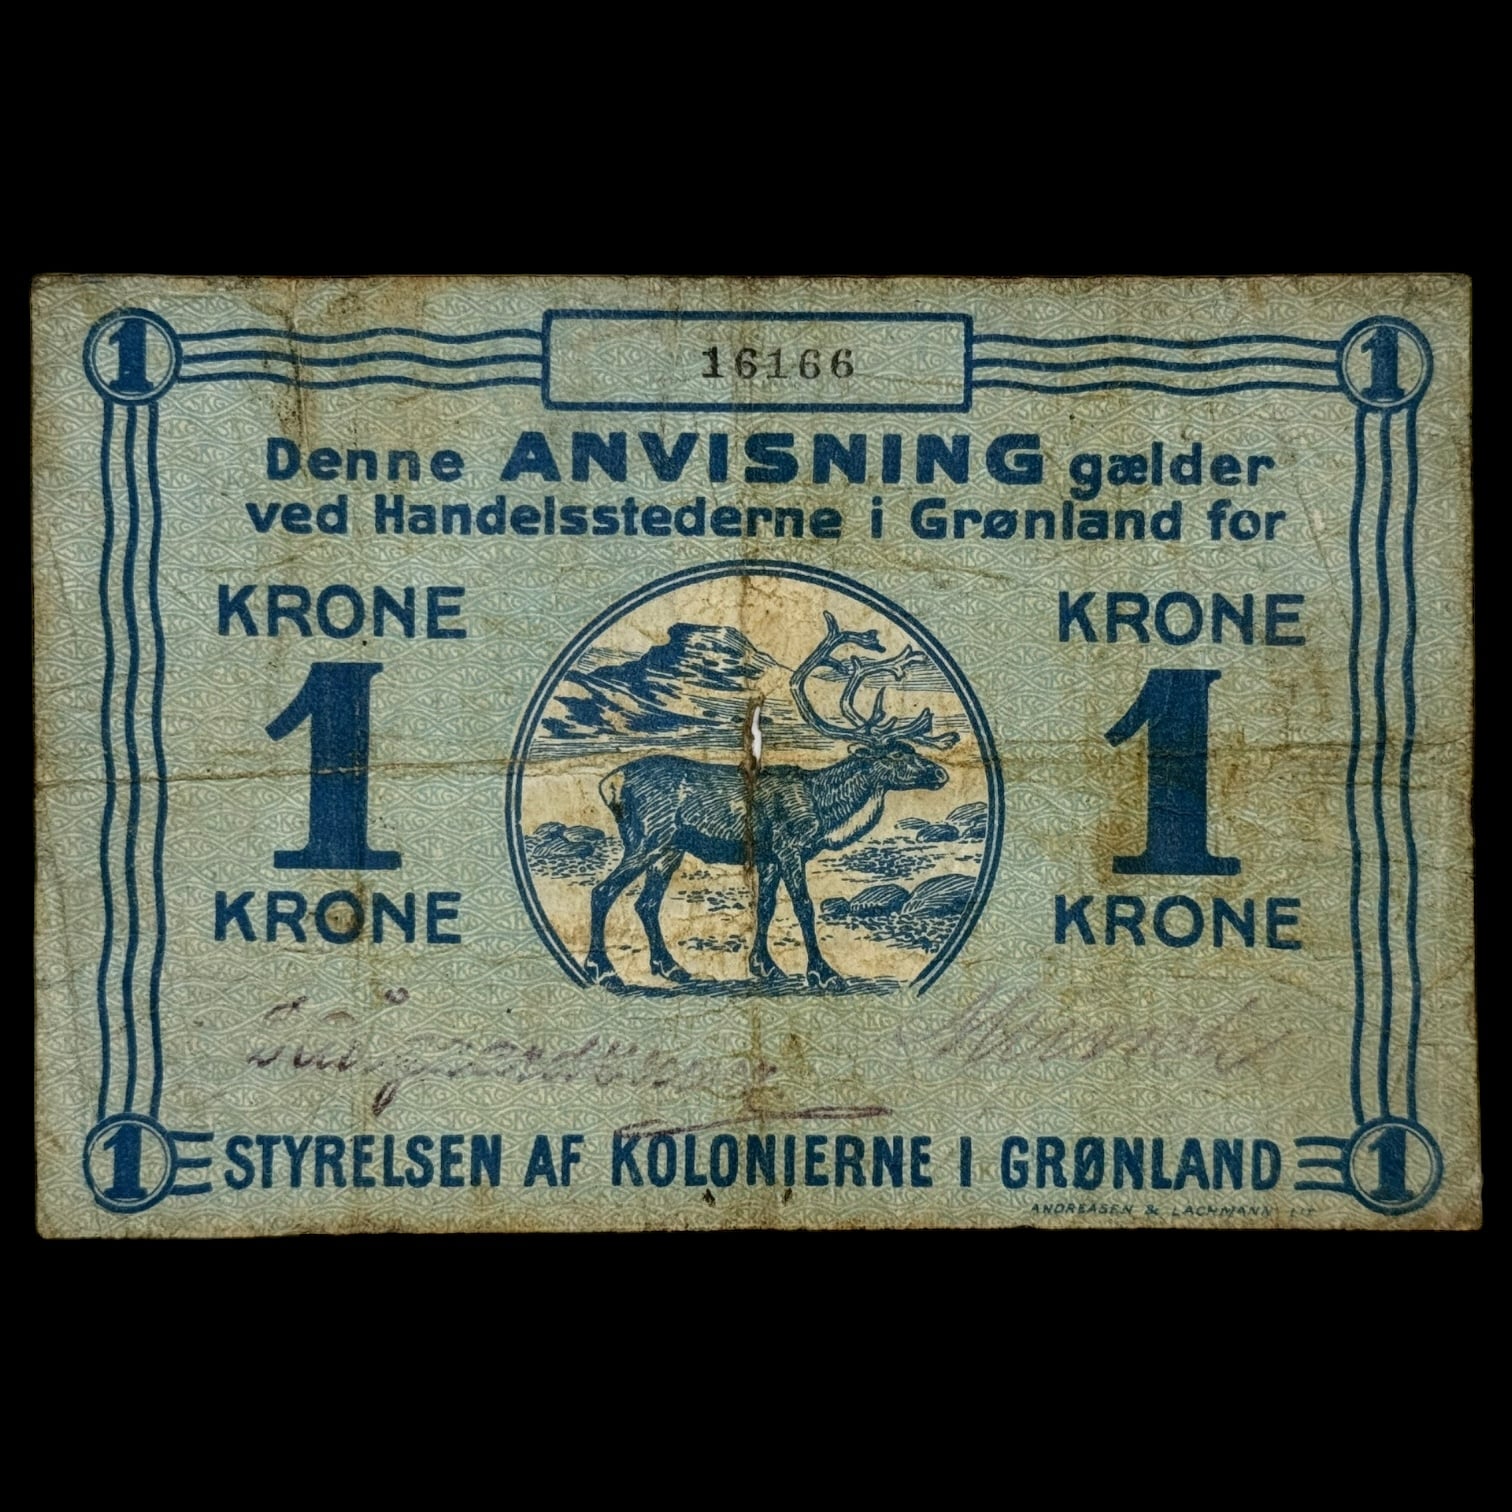 1 16166 1
Denne ANVISNING gælder
ved Handelsstederne i Grønland for
KRONE KRONE
1 1
KRONE KRONE
1 STYRELSEN AF KOLONIERNE I GRØNLAND 1
ANDREASEN & LACHMANN LIT